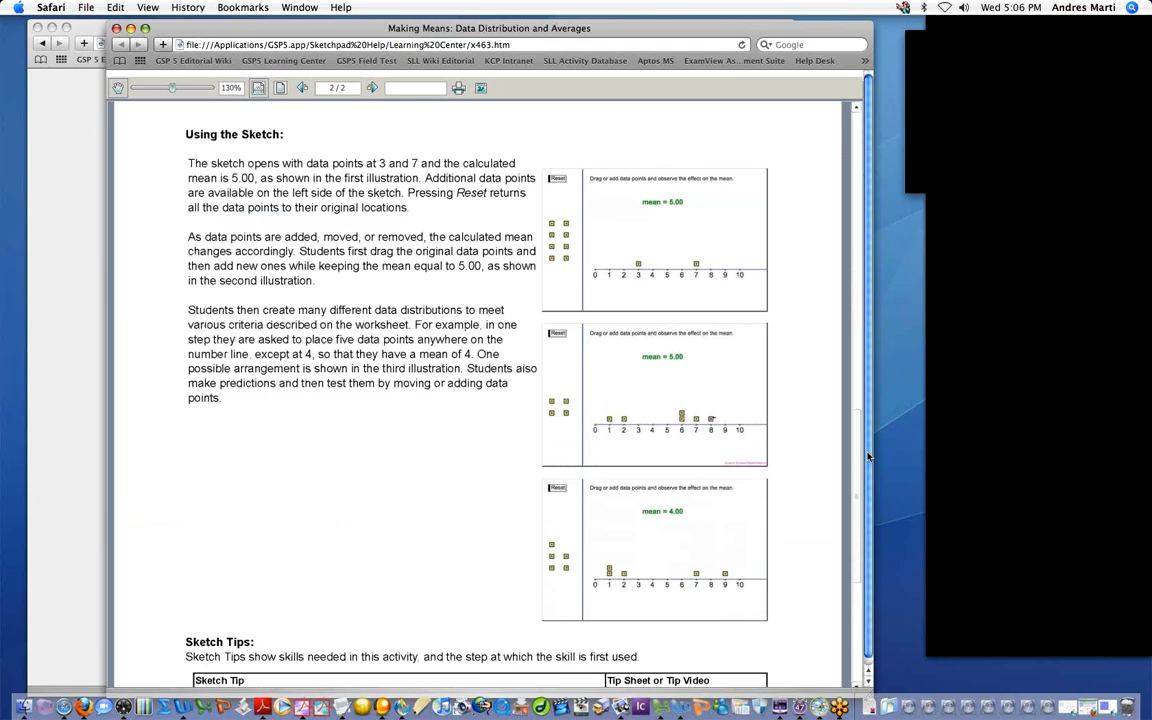 Safari File Edit View History Bookmarks Window Help Wed 5:06 PM Andres Marti
Making Means: Data Distribution and Averages
file:///Applications/GSP5.app/Sketchpad%20Help/Learning%20Center/x463.htm Google
GSP 5 GSP 5 Editorial Wiki GSP5 Learning Center GSP5 Field Test SLL Wiki Editorial KCP Intranet SLL Activity Database Aptos MS ExamView As...ment Suite Help Desk
130% 2/2
Using the Sketch:
The sketch opens with data points at 3 and 7 and the calculated
mean is 5.00, as shown in the first illustration. Additional data points
are available on the left side of the sketch. Pressing Reset returns
all the data points to their original locations.
As data points are added, moved, or removed, the calculated mean
changes accordingly. Students first drag the original data points and
then add new ones while keeping the mean equal to 5.00, as shown
in the second illustration.
Students then create many different data distributions to meet
various criteria described on the worksheet. For example, in one
step they are asked to place five data points anywhere on the
number line, except at 4, so that they have a mean of 4. One
possible arrangement is shown in the third illustration. Students also
make predictions and then test them by moving or adding data
points.
Reset Drag or add data points and observe the effect on the mean.
mean = 5.00
0 1 2 3 4 5 6 7 8 9 10
Reset Drag or add data points and observe the effect on the mean.
mean = 5.00
0 1 2 3 4 5 6 7 8 9 10
Reset Drag or add data points and observe the effect on the mean.
mean = 4.00
0 1 2 3 4 5 6 7 8 9 10
Sketch Tips:
Sketch Tips show skills needed in this activity, and the step at which the skill is first used.
Sketch Tip Tip Sheet or Tip Video